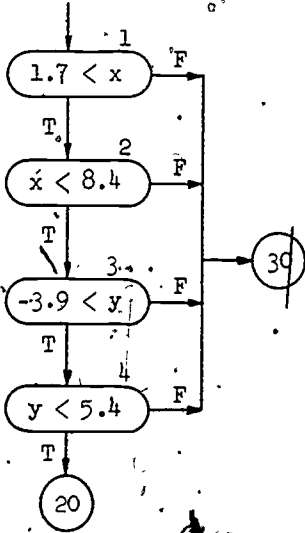 1
1.7 < x F
T
2
x < 8.4 F
T
3
-3.9 < y F
30
T
4
y < 5.4 F
T
20